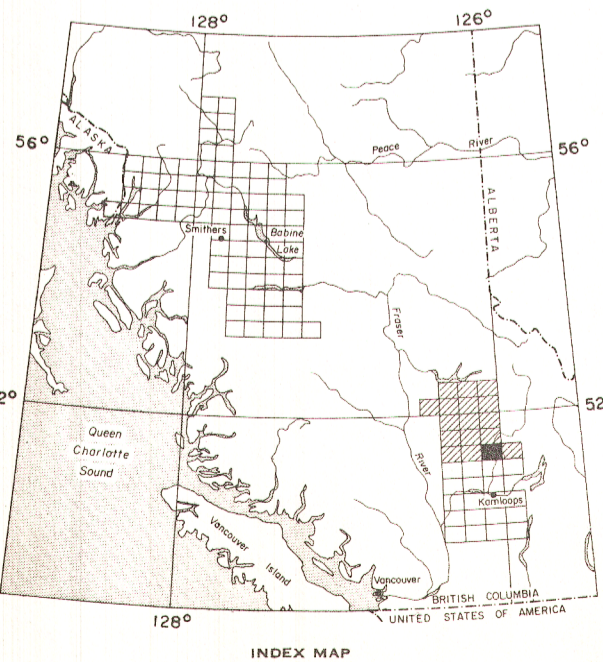 128° 126°
ALASKA
56° 56°
Peace River
ALBERTA
Smithers
Babine
Lake
Fraser
2° 52
Queen
Charlotte
Sound
River
Kamloops
Vancouver
Island
Vancouver
BRITISH COLUMBIA
UNITED STATES OF AMERICA
128°
INDEX MAP